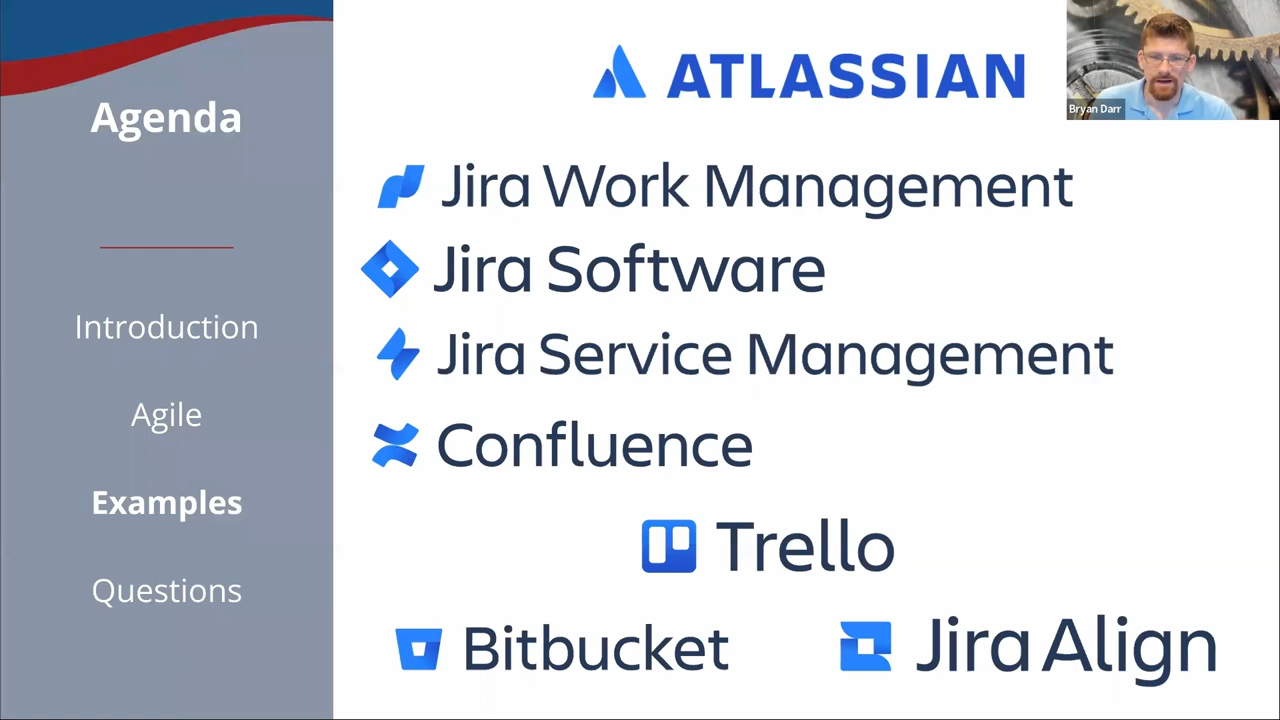 Agenda
Introduction
Agile
Examples
Questions
ATLASSIAN
Jira Work Management
Jira Software
Jira Service Management
Confluence
Trello
Bitbucket
Jira Align
Bryan Darr